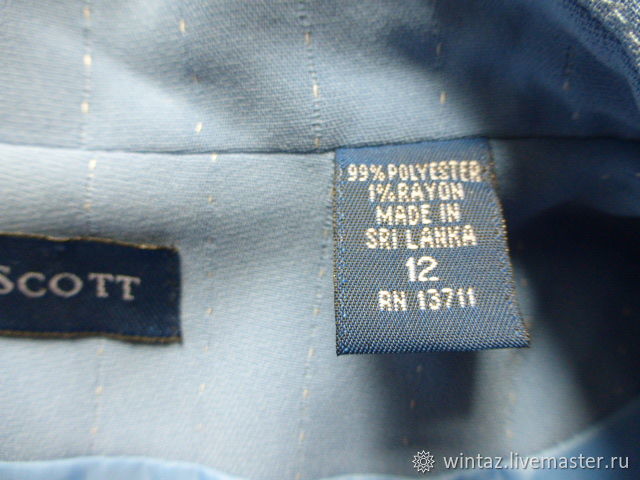 99% POLYESTER
1% RAYON
MADE IN
SRI LANKA
12
RN 13711
SCOTT
wintaz.livemaster.ru